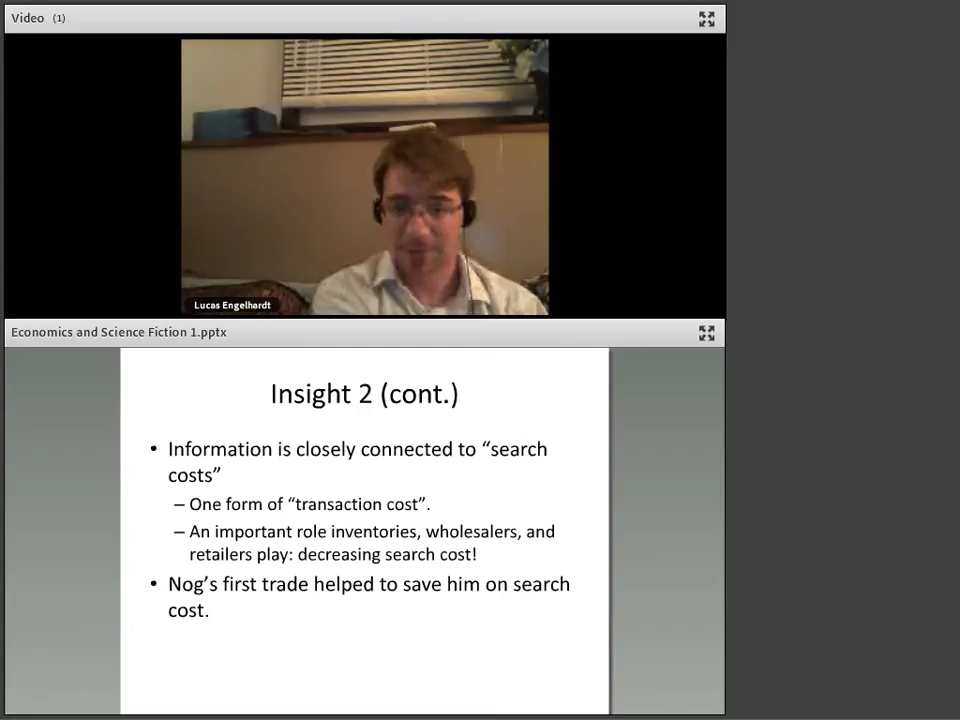 Video (1)
Lucas Engelhardt
Economics and Science Fiction 1.pptx
Insight 2 (cont.)
• Information is closely connected to “search
costs”
– One form of “transaction cost”.
– An important role inventories, wholesalers, and
retailers play: decreasing search cost!
• Nog’s first trade helped to save him on search
cost.